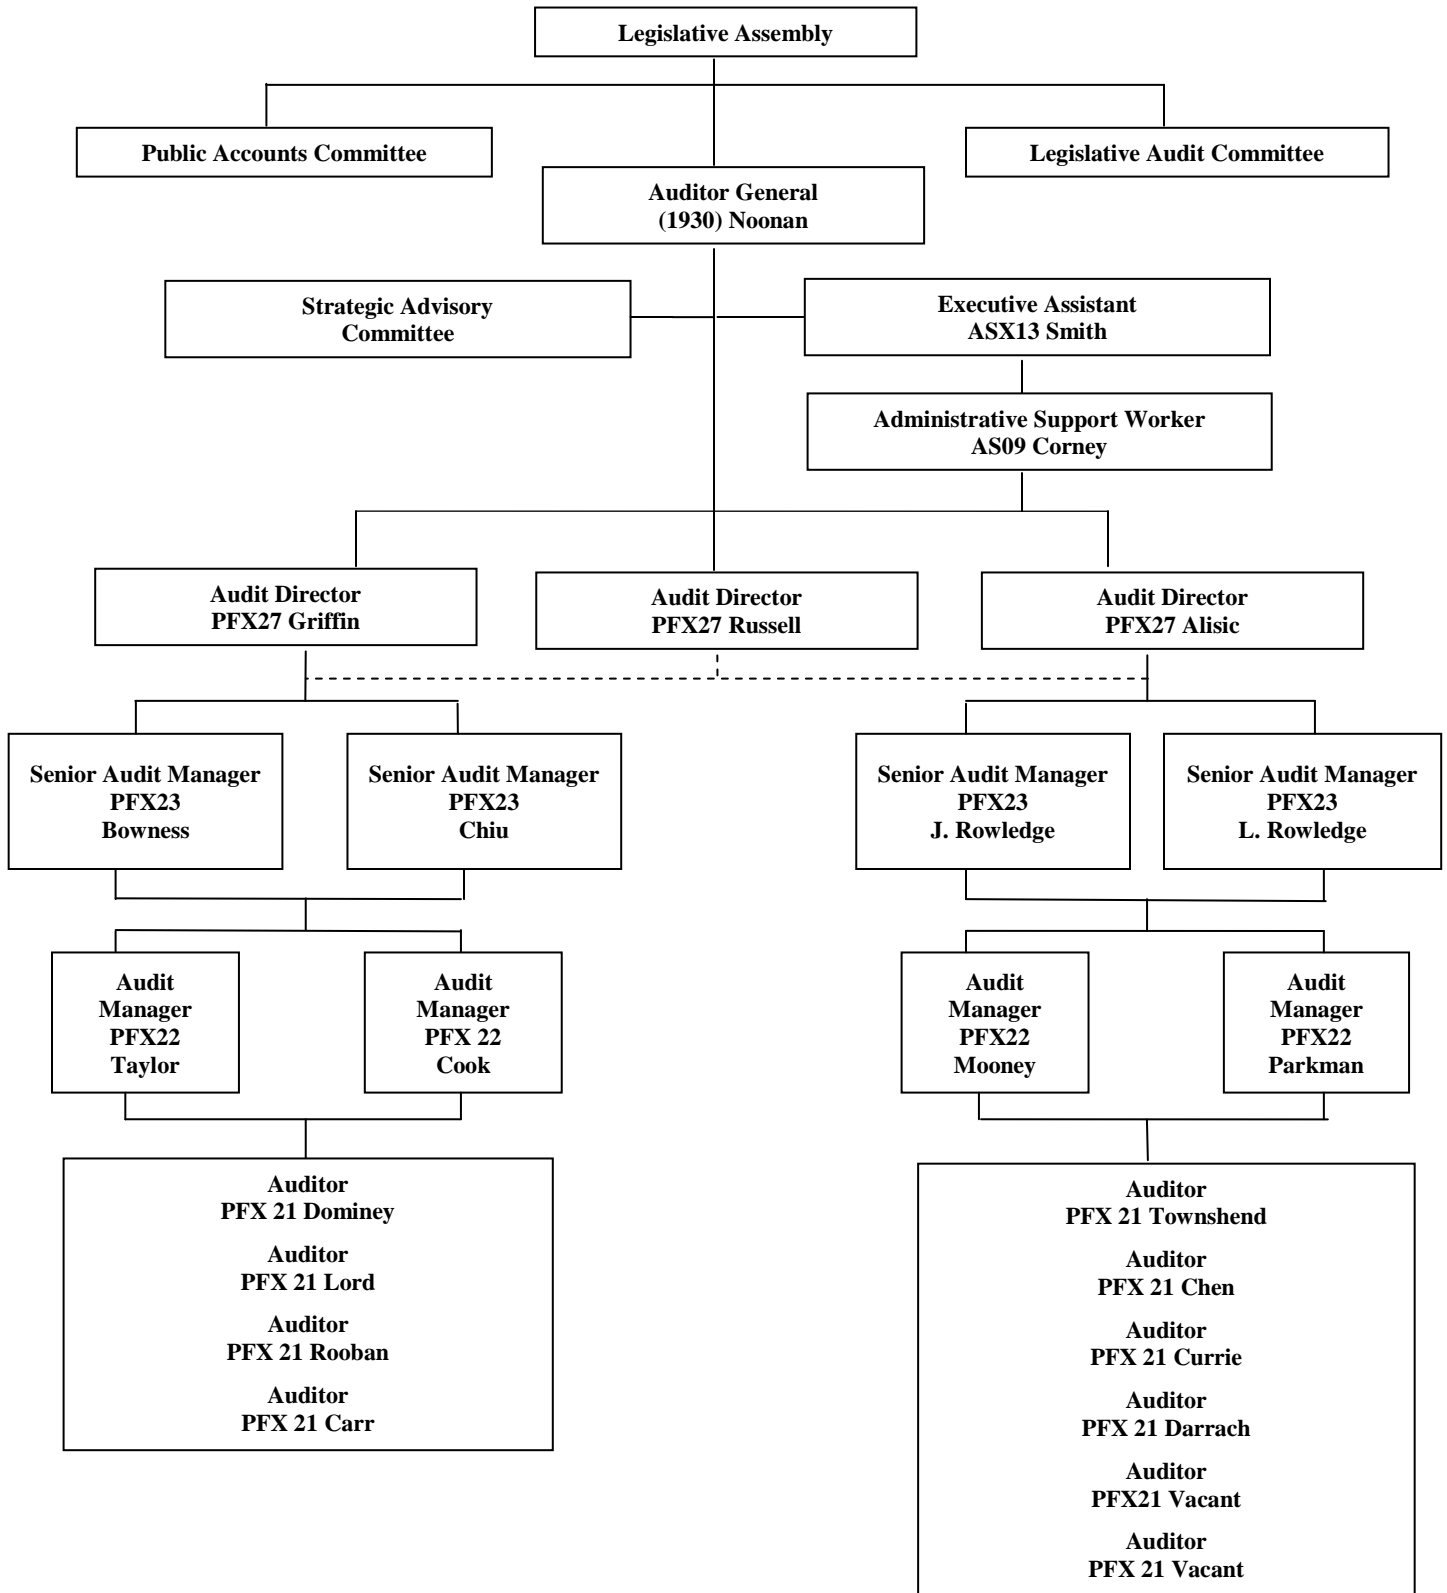 Legislative Assembly
Public Accounts Committee
Legislative Audit Committee
Auditor General
(1930) Noonan
Strategic Advisory
Committee
Executive Assistant
ASX13 Smith
Administrative Support Worker
AS09 Corney
Audit Director
PFX27 Griffin
Audit Director
PFX27 Russell
Audit Director
PFX27 Alisic
Senior Audit Manager
PFX23
Bowness
Senior Audit Manager
PFX23
Chiu
Senior Audit Manager
PFX23
J. Rowledge
Senior Audit Manager
PFX23
L. Rowledge
Audit
Manager
PFX22
Taylor
Audit
Manager
PFX 22
Cook
Audit
Manager
PFX22
Mooney
Audit
Manager
PFX22
Parkman
Auditor
PFX 21 Dominey
Auditor
PFX 21 Lord
Auditor
PFX 21 Rooban
Auditor
PFX 21 Carr
Auditor
PFX 21 Townshend
Auditor
PFX 21 Chen
Auditor
PFX 21 Currie
Auditor
PFX 21 Darrach
Auditor
PFX21 Vacant
Auditor
PFX 21 Vacant